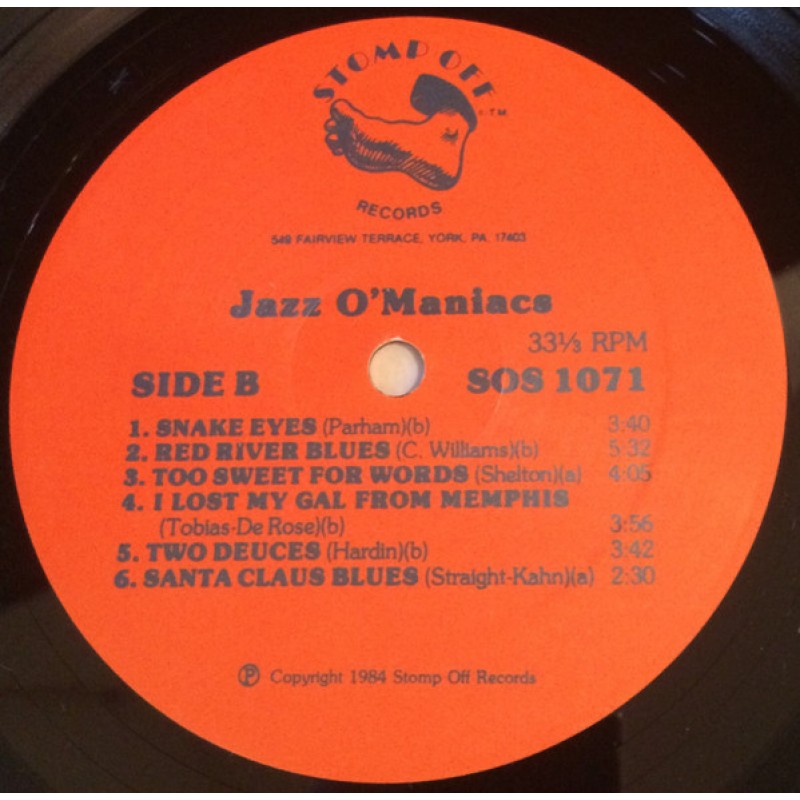 STOMP OFF
©TM
RECORDS
549 FAIRVIEW TERRACE, YORK, PA. 17403
Jazz O'Maniacs
33⅓ RPM
SIDE B SOS 1071
1. SNAKE EYES (Parham)(b) 3:40
2. RED RIVER BLUES (C. Williams)(b) 5:32
3. TOO SWEET FOR WORDS (Shelton)(a) 4:05
4. I LOST MY GAL FROM MEMPHIS
(Tobias-De Rose)(b) 3:56
5. TWO DEUCES (Hardin)(b) 3:42
6. SANTA CLAUS BLUES (Straight-Kahn)(a) 2:30
℗ Copyright 1984 Stomp Off Records